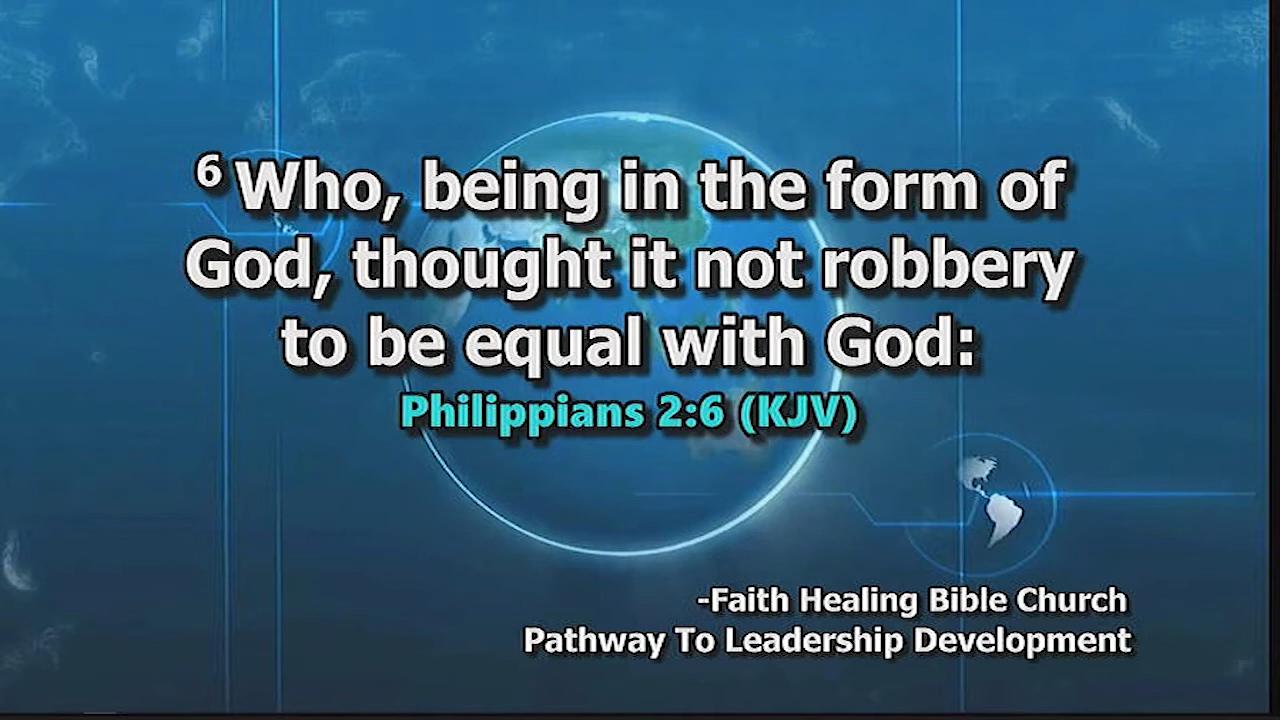 6 Who, being in the form of
God, thought it not robbery
to be equal with God:
Philippians 2:6 (KJV)
-Faith Healing Bible Church
Pathway To Leadership Development